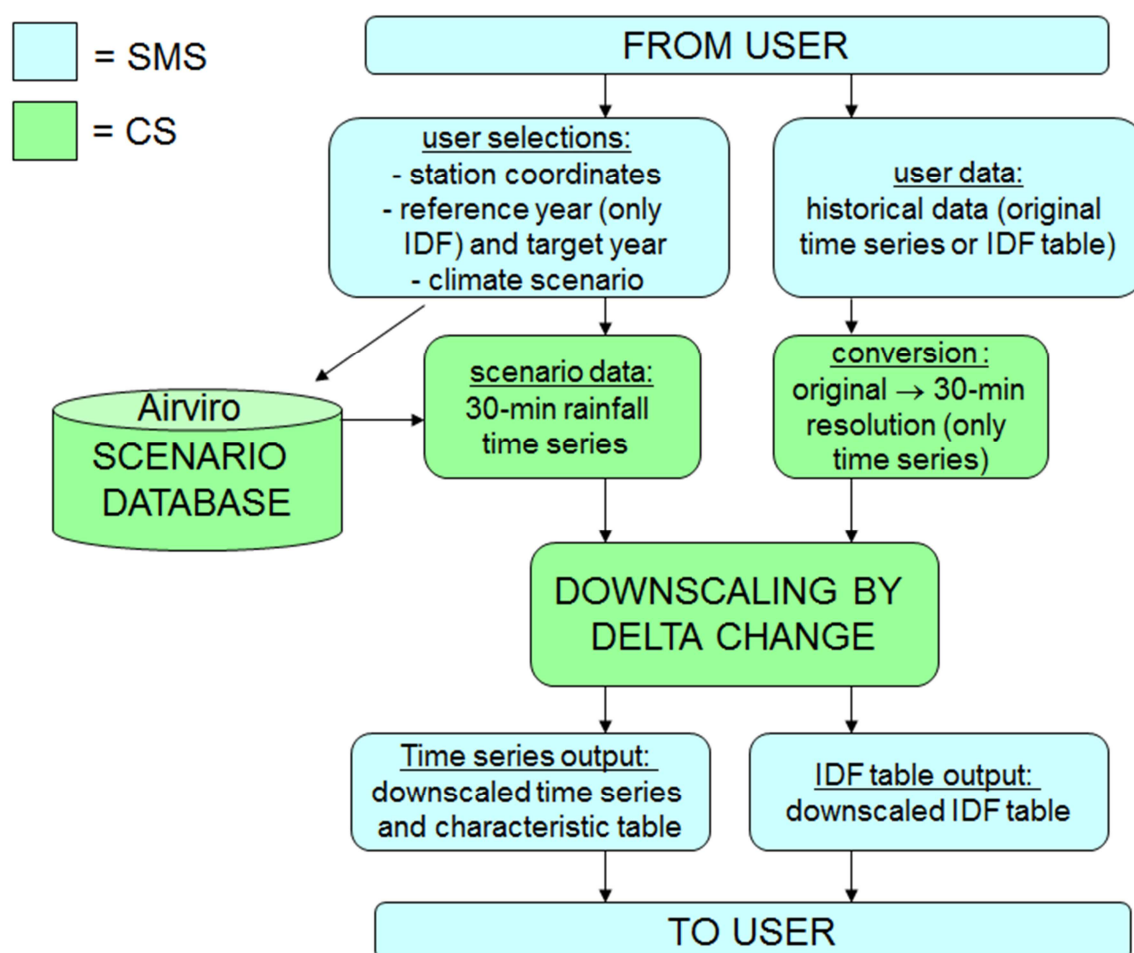 = SMS
= CS
FROM USER
user selections:
- station coordinates
- reference year (only
IDF) and target year
- climate scenario
user data:
historical data (original
time series or IDF table)
Airviro
SCENARIO
DATABASE
scenario data:
30-min rainfall
time series
conversion :
original → 30-min
resolution (only
time series)
DOWNSCALING BY
DELTA CHANGE
Time series output:
downscaled time series
and characteristic table
IDF table output:
downscaled IDF table
TO USER